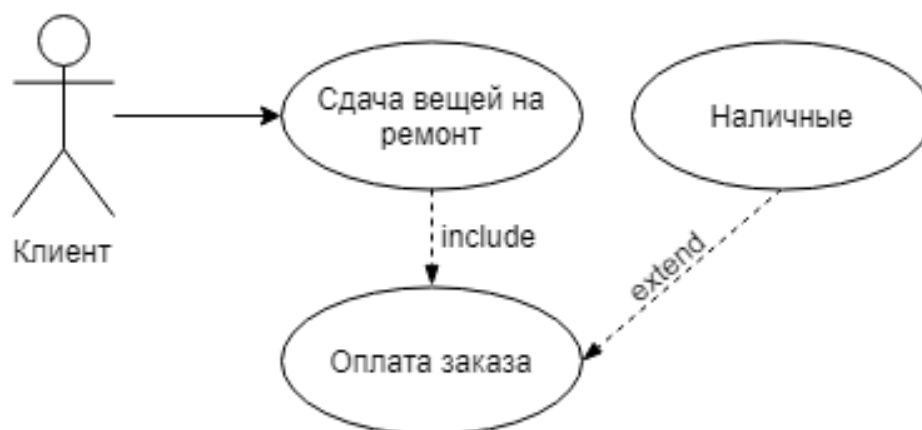 Сдача вещей на
ремонт
Наличные
Клиент
include
extend
Оплата заказа